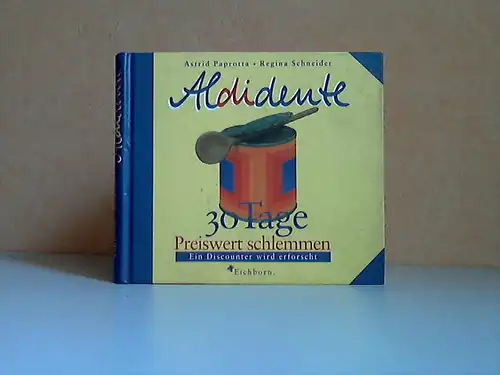 Astrid Paprotta • Regina Schneider
Aldidente
30 Tage
Preiswert schlemmen
Ein Discounter wird erforscht
Eichborn.
Aldidente